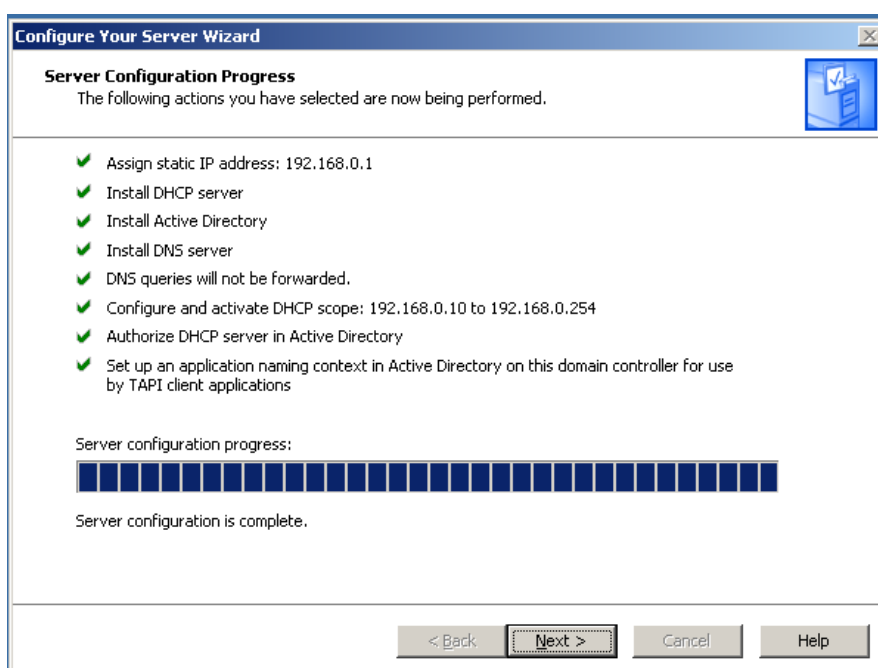 Configure Your Server Wizard
Server Configuration Progress
The following actions you have selected are now being performed.
Assign static IP address: 192.168.0.1
Install DHCP server
Install Active Directory
Install DNS server
DNS queries will not be forwarded.
Configure and activate DHCP scope: 192.168.0.10 to 192.168.0.254
Authorize DHCP server in Active Directory
Set up an application naming context in Active Directory on this domain controller for use
by TAPI client applications
Server configuration progress:
Server configuration is complete.
< Back Next > Cancel Help